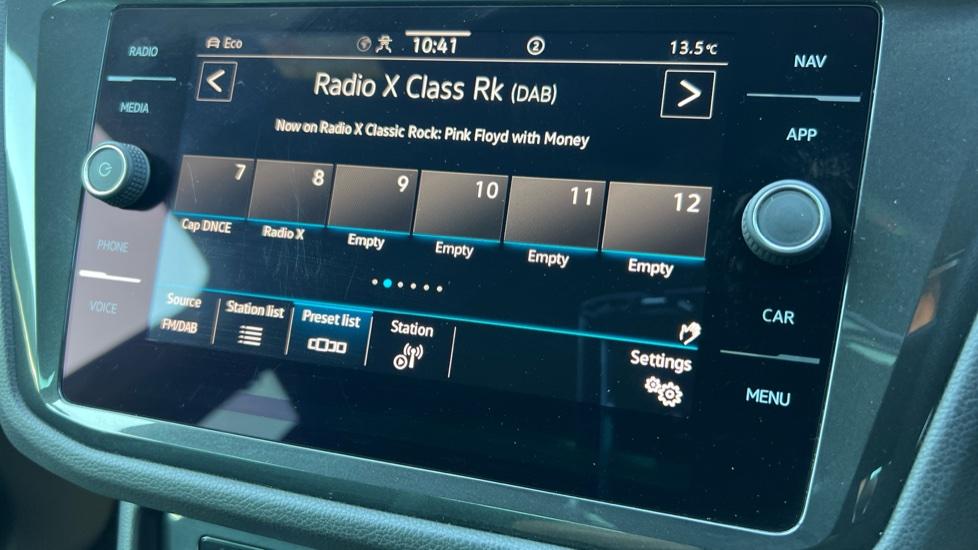 RADIO
MEDIA
PHONE
VOICE
Eco
10:41
2
13.5°C
Radio X Class Rk (DAB)
Now on Radio X Classic Rock: Pink Floyd with Money
7 8 9 10 11 12
Cap DNCE Radio X Empty Empty Empty Empty
Source Station list Preset list Station Settings
FM/DAB
NAV
APP
CAR
MENU